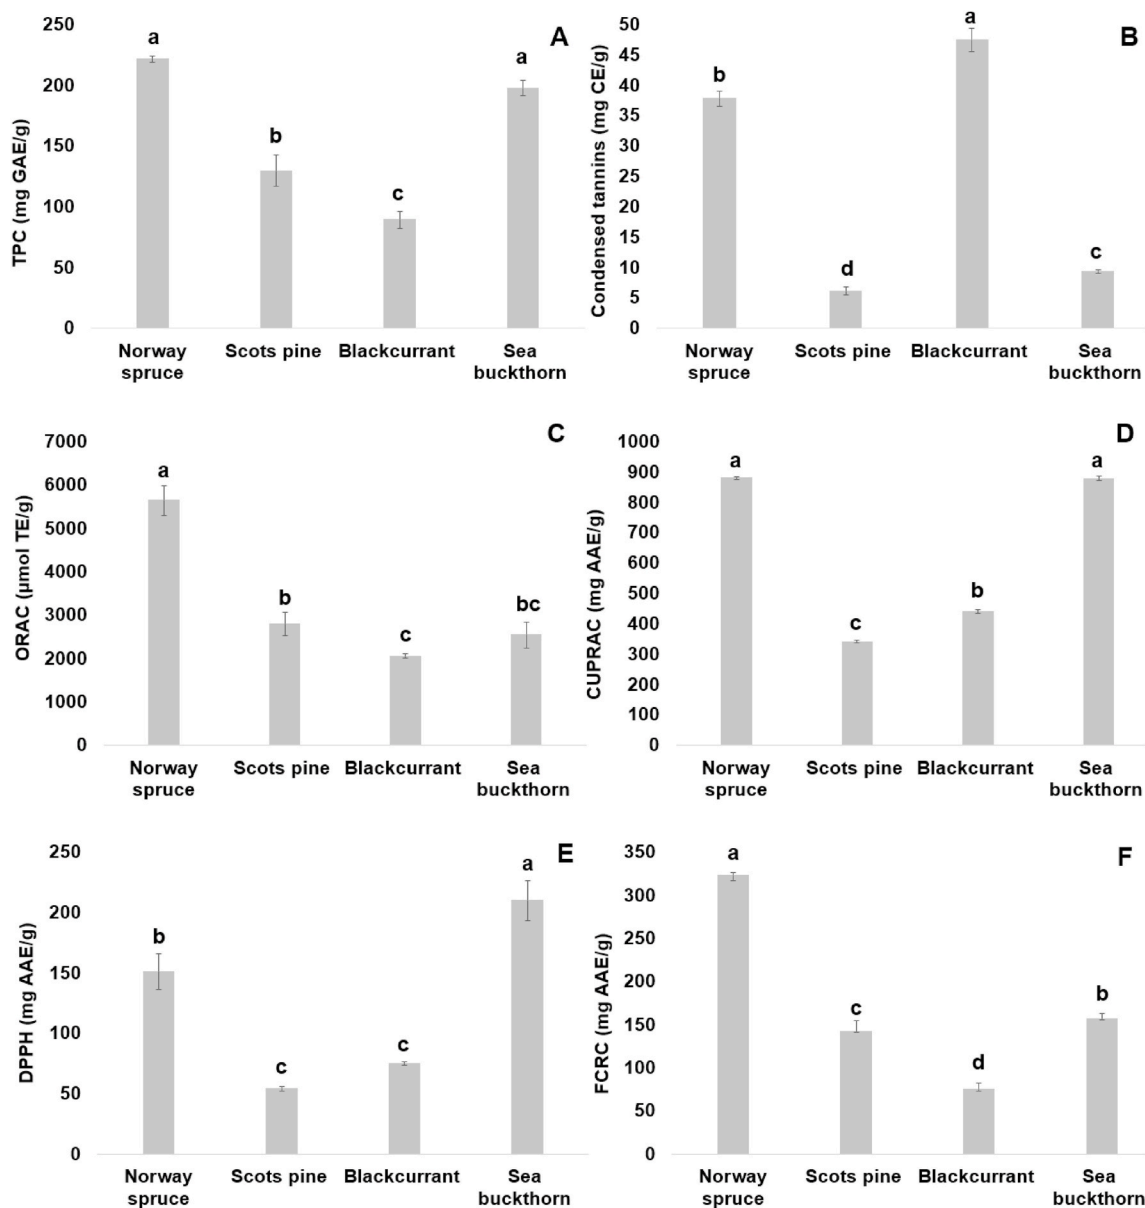 A
TPC (mg GAE/g)
250
200
150
100
50
0
a
b
c
a
Norway spruce
Scots pine
Blackcurrant
Sea buckthorn
B
Condensed tannins (mg CE/g)
50
45
40
35
30
25
20
15
10
5
0
b
d
a
c
Norway spruce
Scots pine
Blackcurrant
Sea buckthorn
C
ORAC (µmol TE/g)
7000
6000
5000
4000
3000
2000
1000
0
a
b
c
bc
Norway spruce
Scots pine
Blackcurrant
Sea buckthorn
D
CUPRAC (mg AAE/g)
1000
900
800
700
600
500
400
300
200
100
0
a
c
b
a
Norway spruce
Scots pine
Blackcurrant
Sea buckthorn
E
DPPH (mg AAE/g)
250
200
150
100
50
0
b
c
c
a
Norway spruce
Scots pine
Blackcurrant
Sea buckthorn
F
FCRC (mg AAE/g)
350
300
250
200
150
100
50
0
a
c
d
b
Norway spruce
Scots pine
Blackcurrant
Sea buckthorn